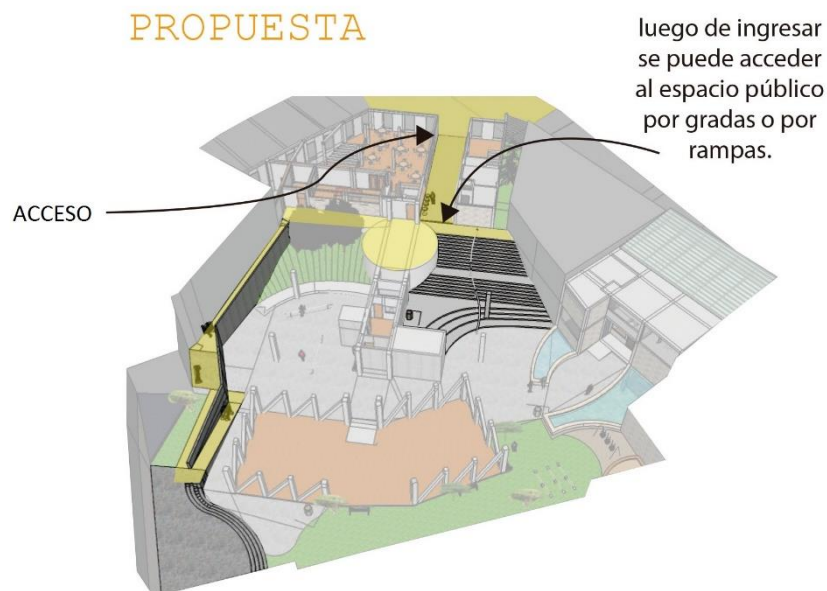 PROPUESTA
luego de ingresar
se puede acceder
al espacio público
por gradas o por
rampas.
ACCESO